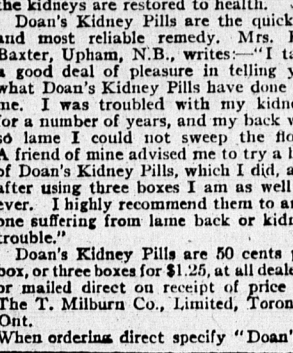 the kidneys are restored to health.
Doan's Kidney Pills are the quick
and most reliable remedy. Mrs.
Baxter, Upham, N.B., writes:—"I ta
a good deal of pleasure in telling y
what Doan's Kidney Pills have done
me. I was troubled with my kidne
for a number of years, and my back w
so lame I could not sweep the flo
A friend of mine advised me to try a b
of Doan's Kidney Pills, which I did, a
after using three boxes I am as well
ever. I highly recommend them to an
one suffering from lame back or kidn
trouble."
Doan's Kidney Pills are 50 cents p
box, or three boxes for $1.25, at all deale
or mailed direct on receipt of price
The T. Milburn Co., Limited, Toron
Ont.
When ordering direct specify "Doan'